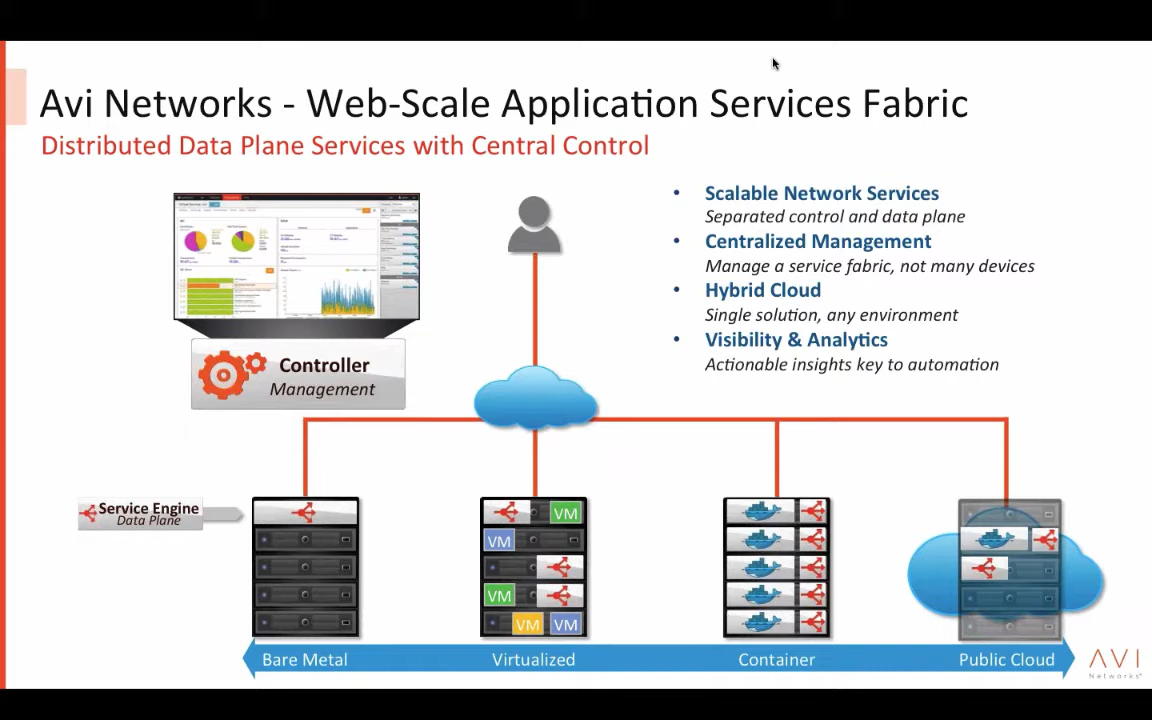 Avi Networks - Web-Scale Application Services Fabric
Distributed Data Plane Services with Central Control
• Scalable Network Services
Separated control and data plane
• Centralized Management
Manage a service fabric, not many devices
• Hybrid Cloud
Single solution, any environment
• Visibility & Analytics
Actionable insights key to automation
Controller
Management
Service Engine
Data Plane
VM
VM
VM
VM VM
Bare Metal
Virtualized
Container
Public Cloud
AVI
Networks